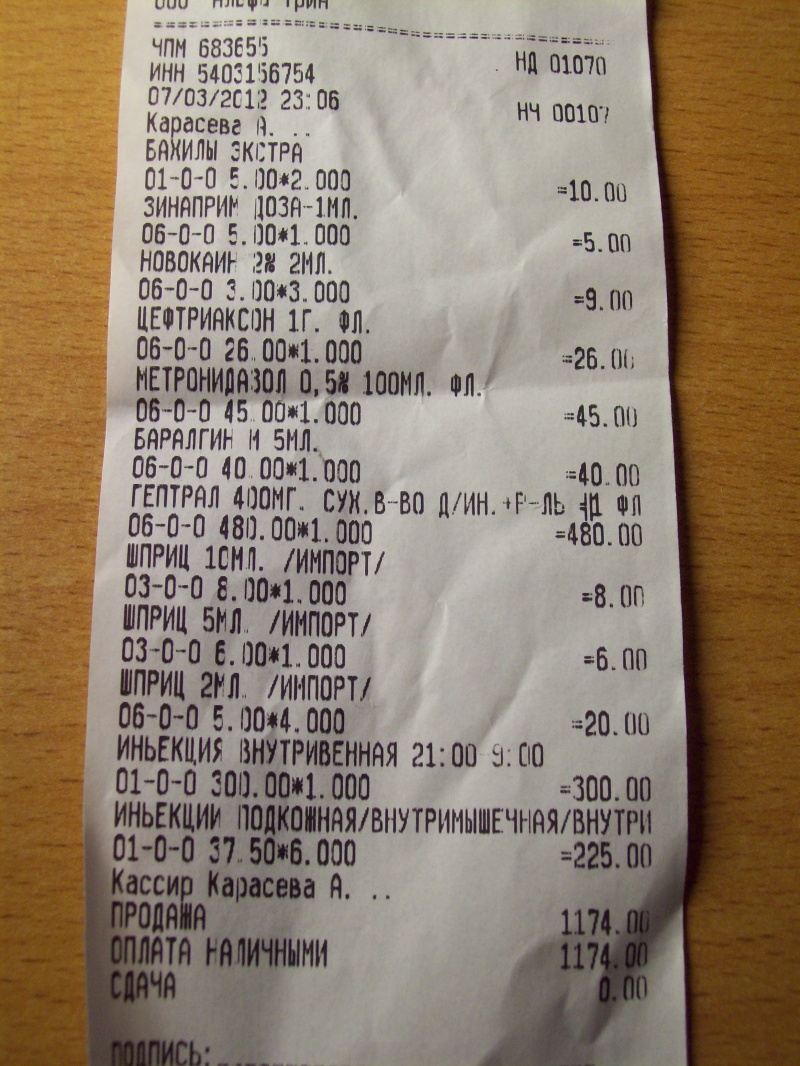 ООО
ЧПМ 683655
ИНН 5403156754 НД 01070
07/03/2012 23:06
Карасева А. .. НЧ 00107
БАХИЛЫ ЭКСТРА
01-0-0 5.00*2.000 =10.00
ЗИНАПРИМ ДОЗА-1МЛ.
06-0-0 5.00*1.000 =5.00
НОВОКАИН 2% 2МЛ.
06-0-0 3.00*3.000 =9.00
ЦЕФТРИАКСОН 1Г. ФЛ.
06-0-0 26.00*1.000 =26.00
МЕТРОНИДАЗОЛ 0,5% 100МЛ. ФЛ.
06-0-0 45.00*1.000 =45.00
БАРАЛГИН М 5МЛ.
06-0-0 40.00*1.000 =40.00
ГЕПТРАЛ 400МГ. СУХ.В-ВО Д/ИН.+Р-ЛЬ ФЛ
06-0-0 480.00*1.000 =480.00
ШПРИЦ 10МЛ. /ИМПОРТ/
03-0-0 8.00*1.000 =8.00
ШПРИЦ 5МЛ. /ИМПОРТ/
03-0-0 6.00*1.000 =6.00
ШПРИЦ 2МЛ. /ИМПОРТ/
06-0-0 5.00*4.000 =20.00
ИНЬЕКЦИЯ ВНУТРИВЕННАЯ 21:00-9:00
01-0-0 300.00*1.000 =300.00
ИНЬЕКЦИИ ПОДКОЖНАЯ/ВНУТРИМЫШЕЧНАЯ/ВНУТРИ
01-0-0 37.50*6.000 =225.00
Кассир Карасева А. ..
ПРОДАЖА 1174.00
ОПЛАТА НАЛИЧНЫМИ 1174.00
СДАЧА 0.00
ПОДПИСЬ: